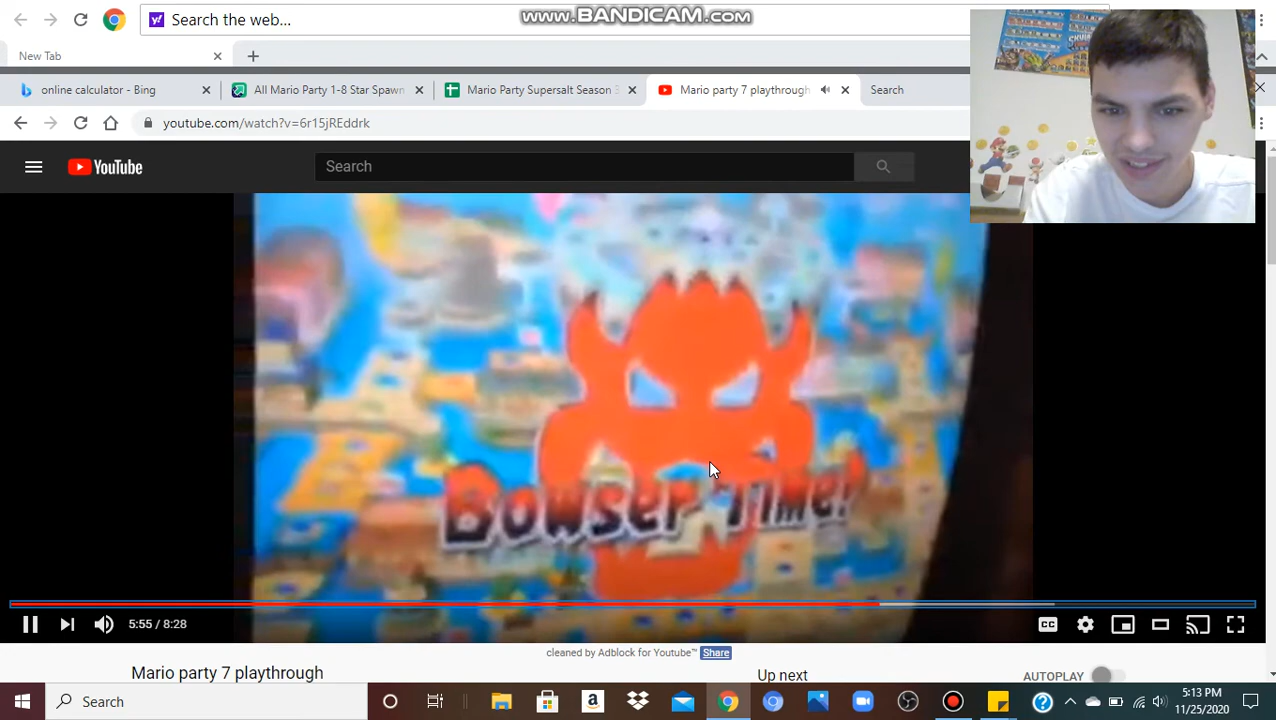 www.BANDICAM.com
Search the web...
New Tab
online calculator - Bing
All Mario Party 1-8 Star Spawn
Mario Party Supersalt Season
Mario party 7 playthrough
Search
youtube.com/watch?v=6r15jREddrk
YouTube
Search
Bowser Time!
5:55 / 8:28
CC
cleaned by Adblock for Youtube™ Share
Mario party 7 playthrough
Up next
AUTOPLAY
Search
5:13 PM
11/25/2020